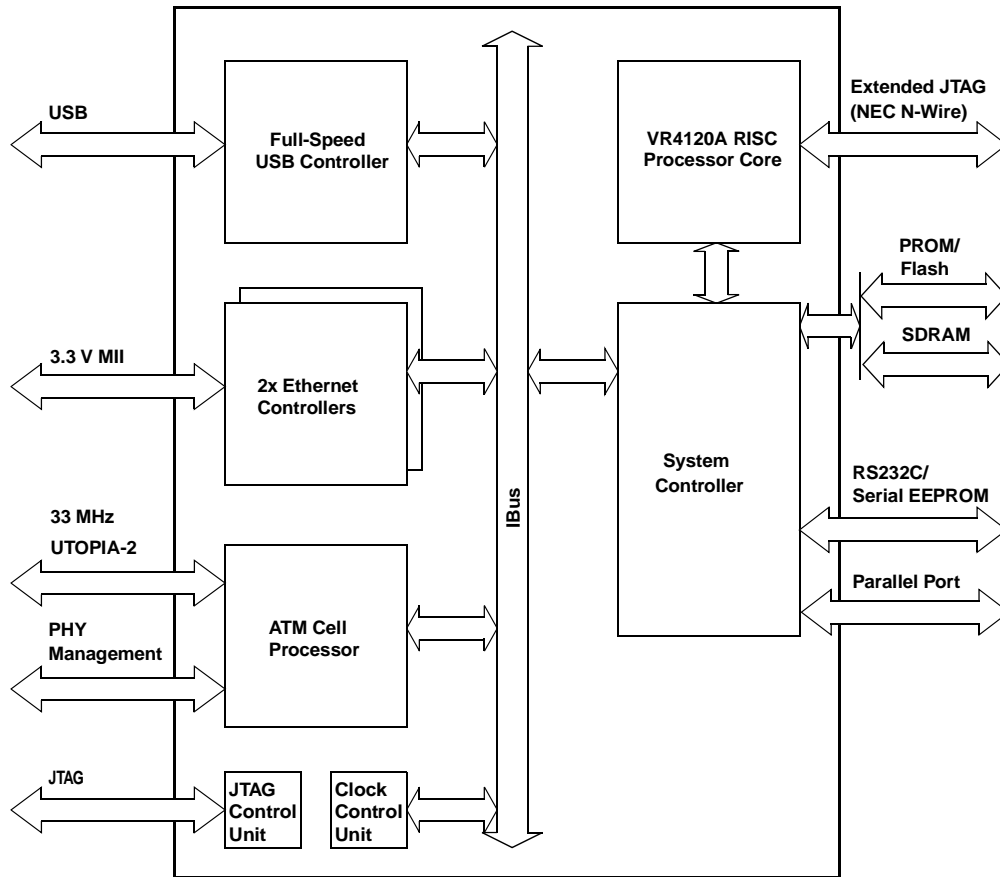 USB
Full-Speed
USB Controller
VR4120A RISC
Processor Core
Extended JTAG
(NEC N-Wire)
PROM/
Flash
SDRAM
3.3 V MII
2x Ethernet
Controllers
System
Controller
RS232C/
Serial EEPROM
IBus
33 MHz
UTOPIA-2
Parallel Port
PHY
Management
ATM Cell
Processor
JTAG
JTAG
Control
Unit
Clock
Control
Unit